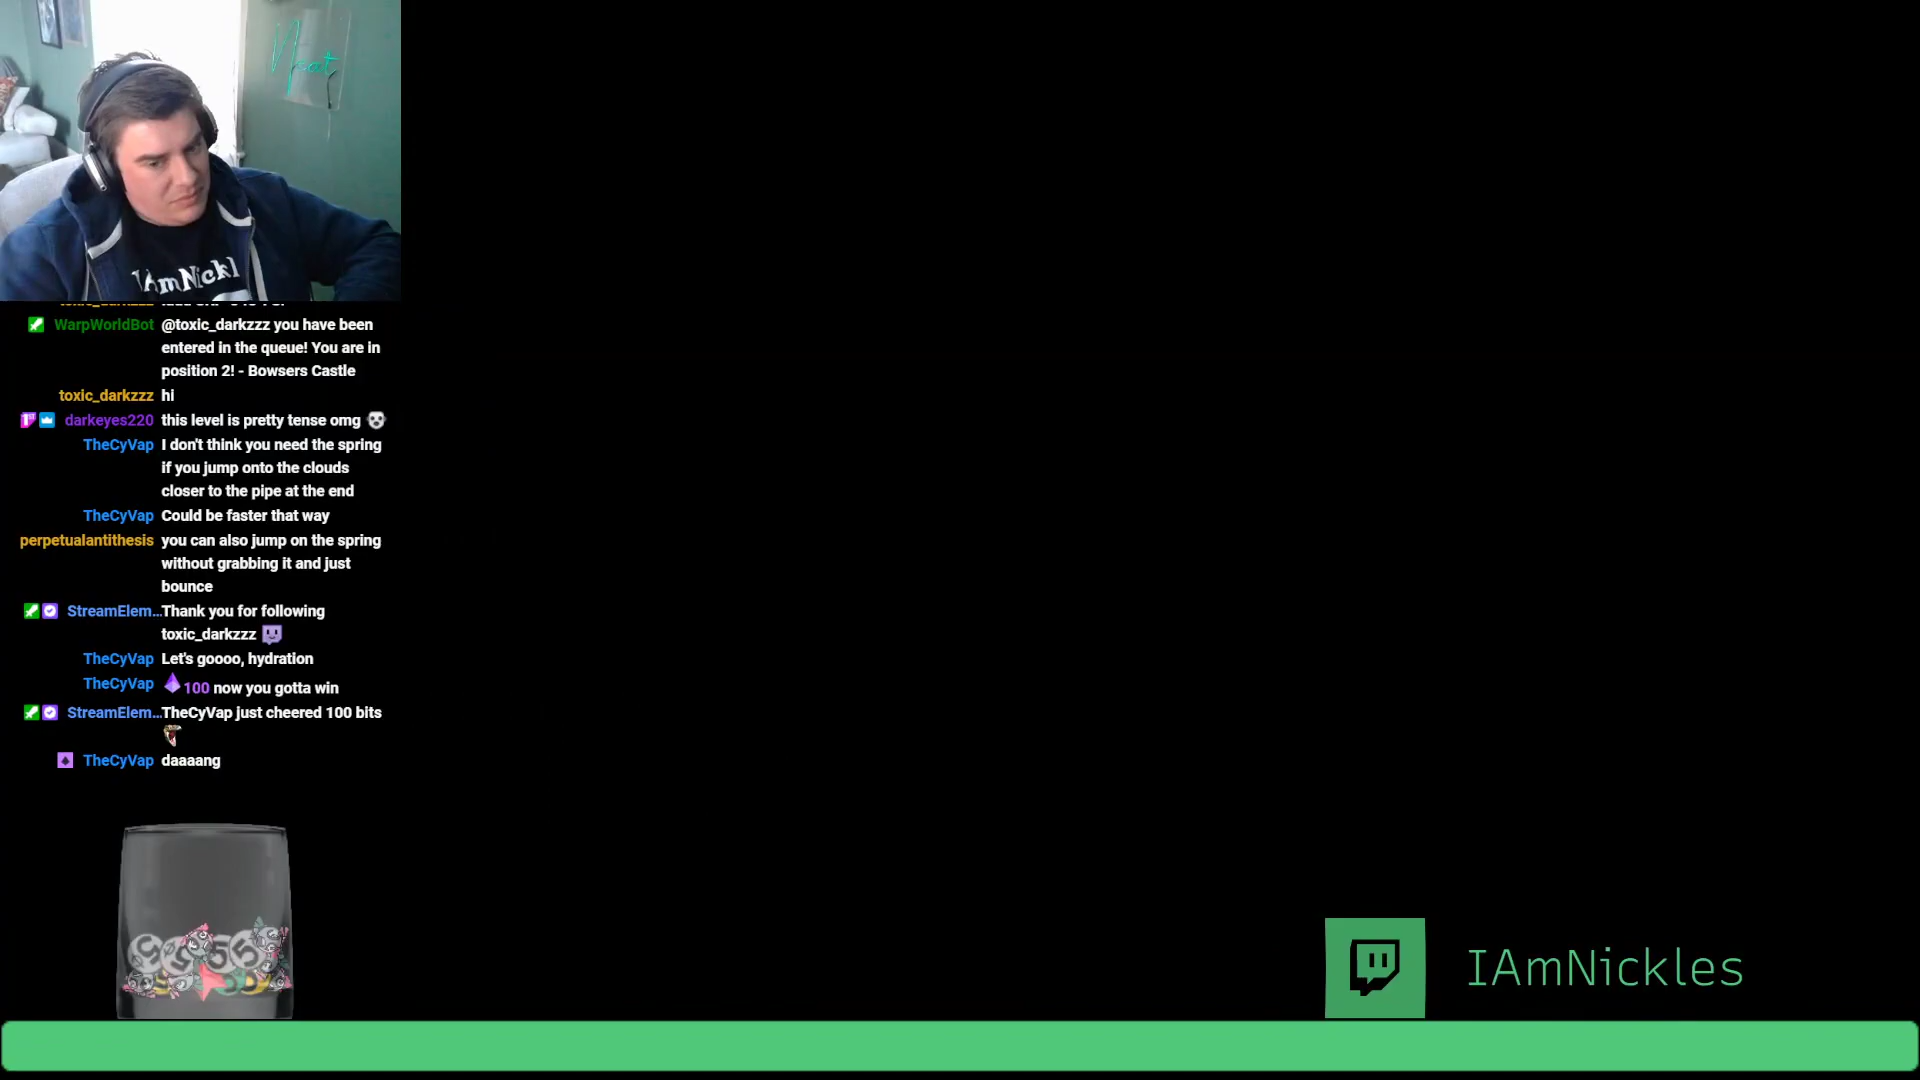 Neat
IAmNickl
WarpWorldBot @toxic_darkzzz you have been
entered in the queue! You are in
position 2! - Bowsers Castle
toxic_darkzzz hi
darkeyes220 this level is pretty tense omg
TheCyVap I don't think you need the spring
if you jump onto the clouds
closer to the pipe at the end
TheCyVap Could be faster that way
perpetualantithesis you can also jump on the spring
without grabbing it and just
bounce
StreamElem... Thank you for following
toxic_darkzzz
TheCyVap Let's goooo, hydration
TheCyVap 100 now you gotta win
StreamElem... TheCyVap just cheered 100 bits
TheCyVap daaaang
5 5
IAmNickles